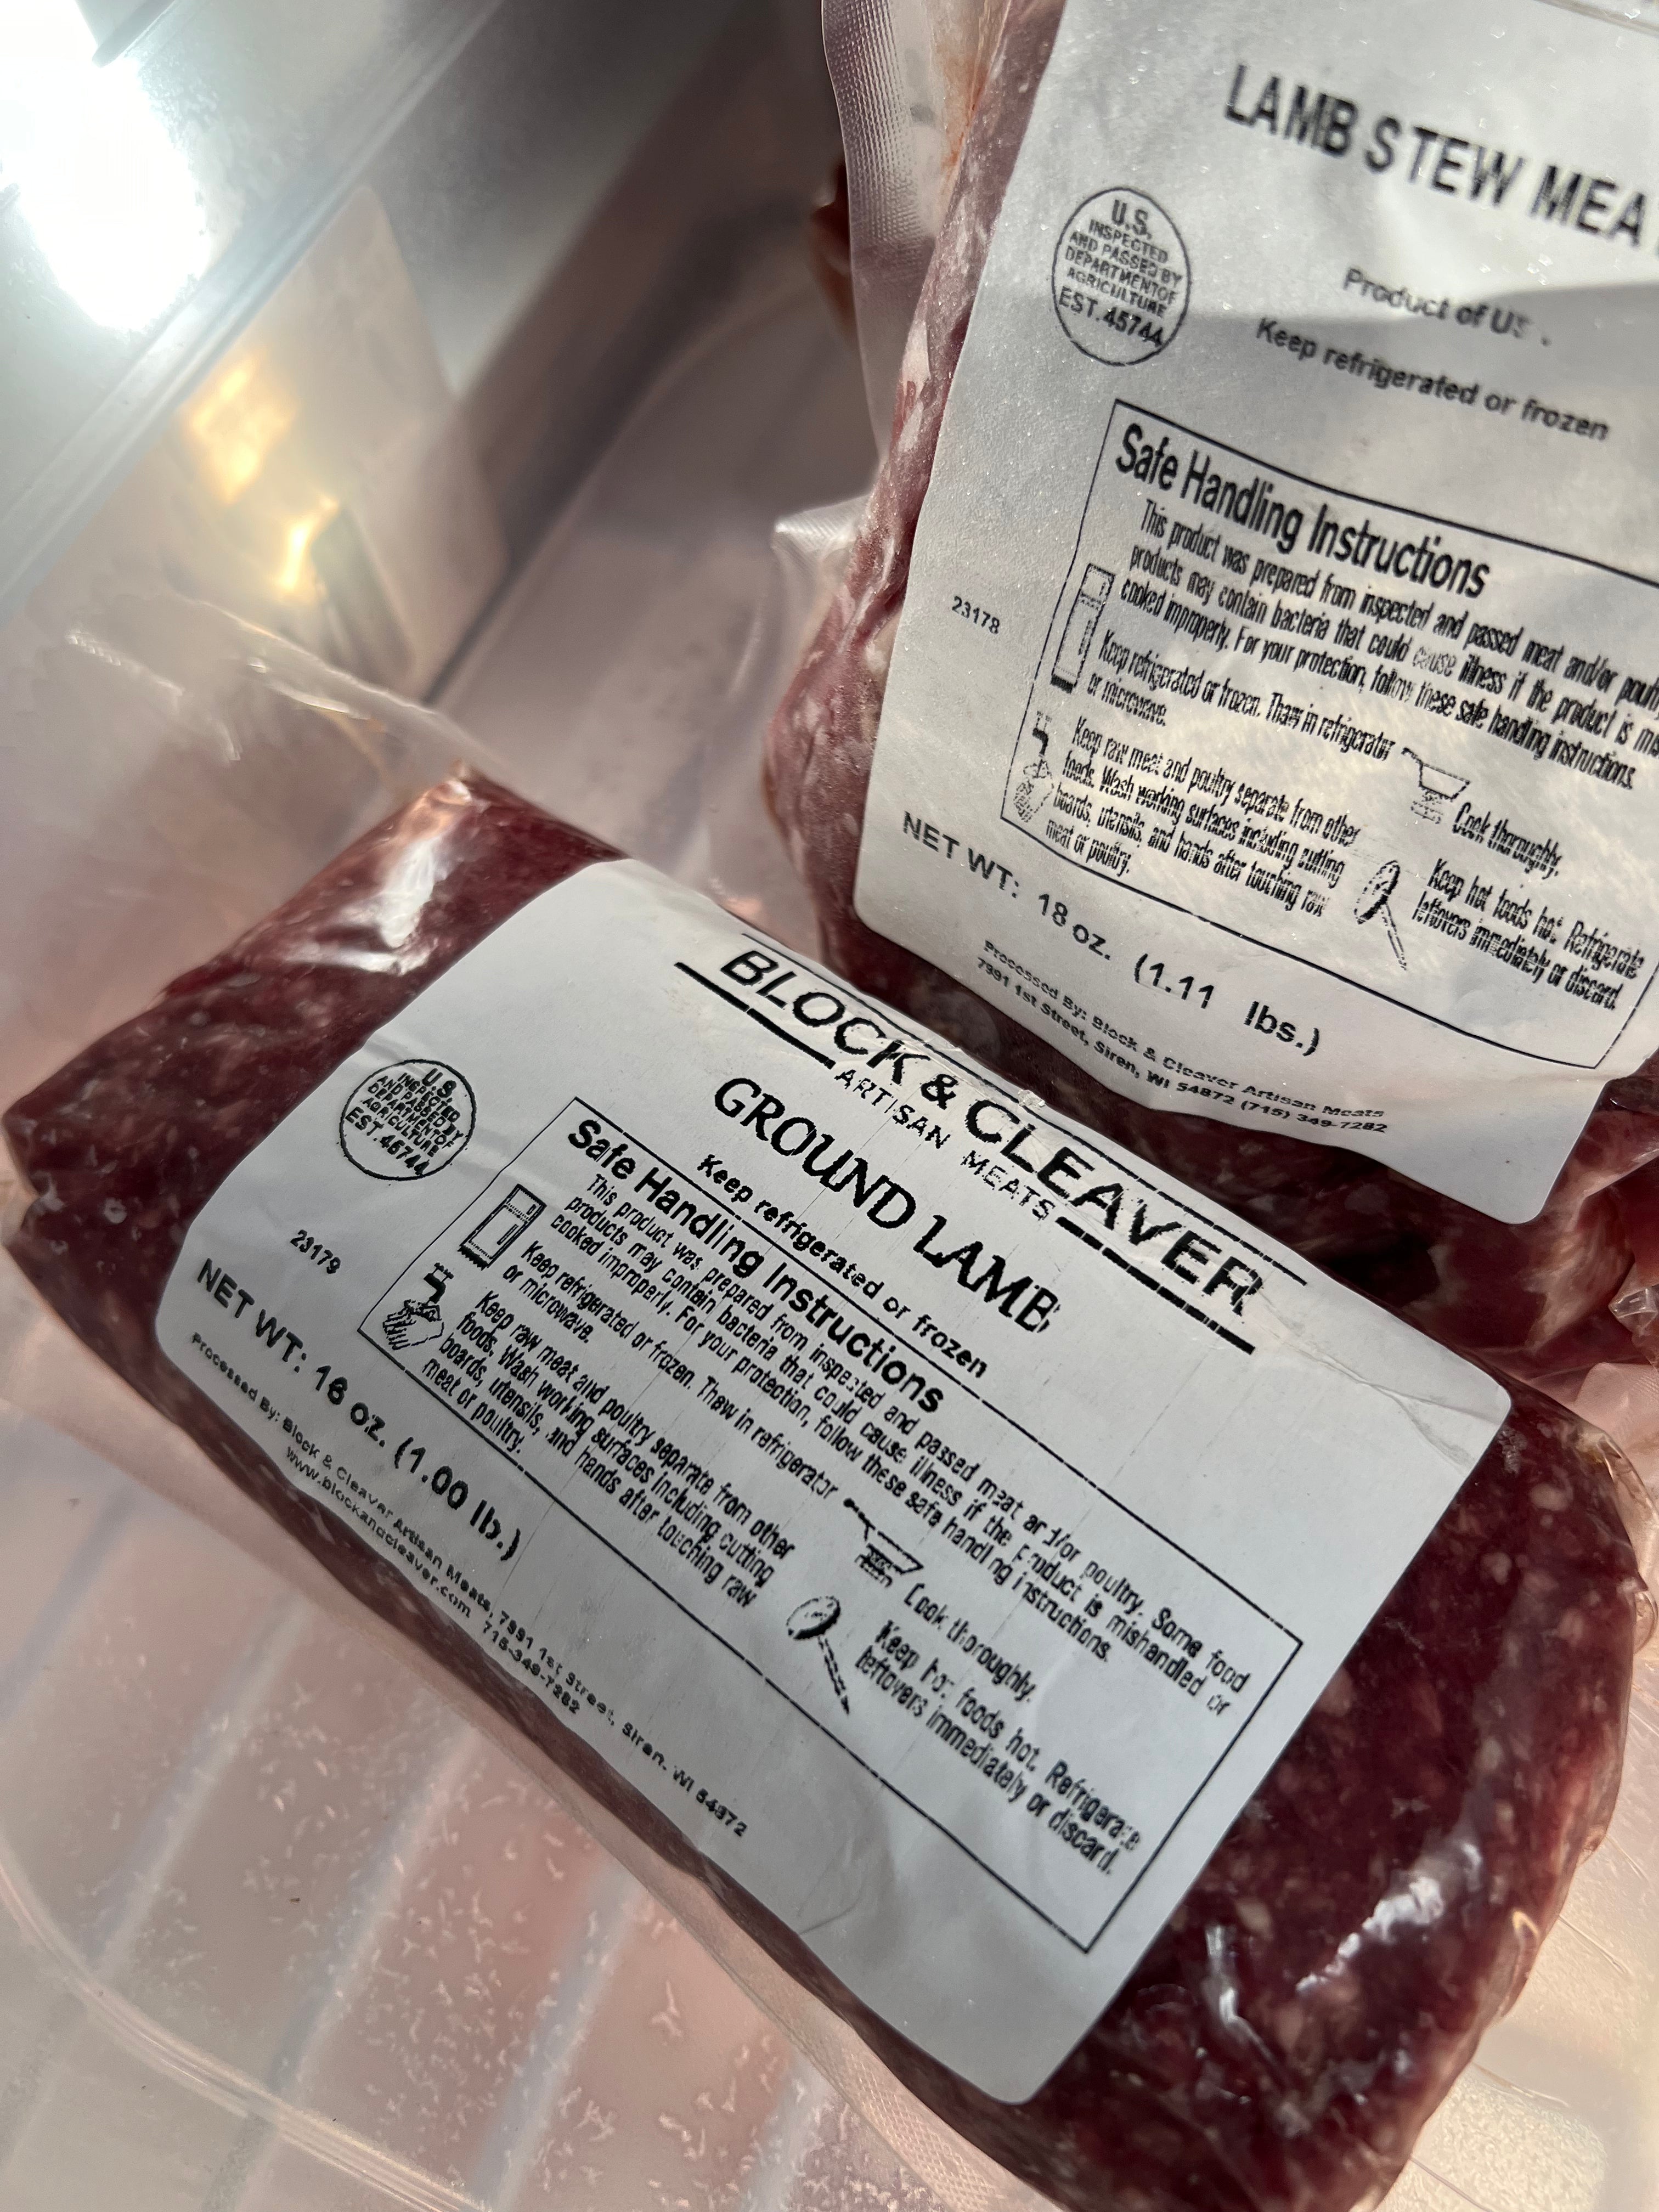 LAMB STEW MEA
U.S.
INSPECTED
AND PASSED BY
DEPARTMENT OF
AGRICULTURE
EST. 45744
Product of US
Keep refrigerated or frozen
Safe Handling Instructions
This product was prepared from inspected and passed meat and/or
products may contain bacteria that could cause illness if the product is
cooked improperly. For your protection, follow these safe handling instructions.
Keep refrigerated or frozen. Thaw in refrigerator
or microwave.
Keep raw meat and poultry separate from other
foods. Wash working surfaces including cutting
boards, utensils, and hands after touching raw
meat or poultry.
Cook thoroughly.
Keep hot foods hot. Refrigerate
leftovers immediately or discard.
23178
NET WT: 18 oz. (1.11 lbs.)
Processed By: Block & Cleaver Artisan Meats
7391 1st Street, Siren, WI 54872 (715) 349-7282
BLOCK & CLEAVER
ARTISAN MEATS
GROUND LAMB
Keep refrigerated or frozen
U.S.
INSPECTED
AND PASSED BY
DEPARTMENT OF
AGRICULTURE
EST. 45744
Safe Handling Instructions
This product was prepared from inspected and passed meat and/or poultry. Some food
products may contain bacteria that could cause illness if the product is mishandled or
cooked improperly. For your protection, follow these safe handling instructions.
Keep refrigerated or frozen. Thaw in refrigerator
or microwave.
Keep raw meat and poultry separate from other
foods. Wash working surfaces including cutting
boards, utensils, and hands after touching raw
meat or poultry.
Cook thoroughly.
Keep hot foods hot. Refrigerate
leftovers immediately or discard.
23179
NET WT: 16 oz. (1.00 lb.)
Processed By: Block & Cleaver Artisan Meats, 7391 1st Street, Siren, WI 54872
www.blockandcleaver.com 715-349-7282